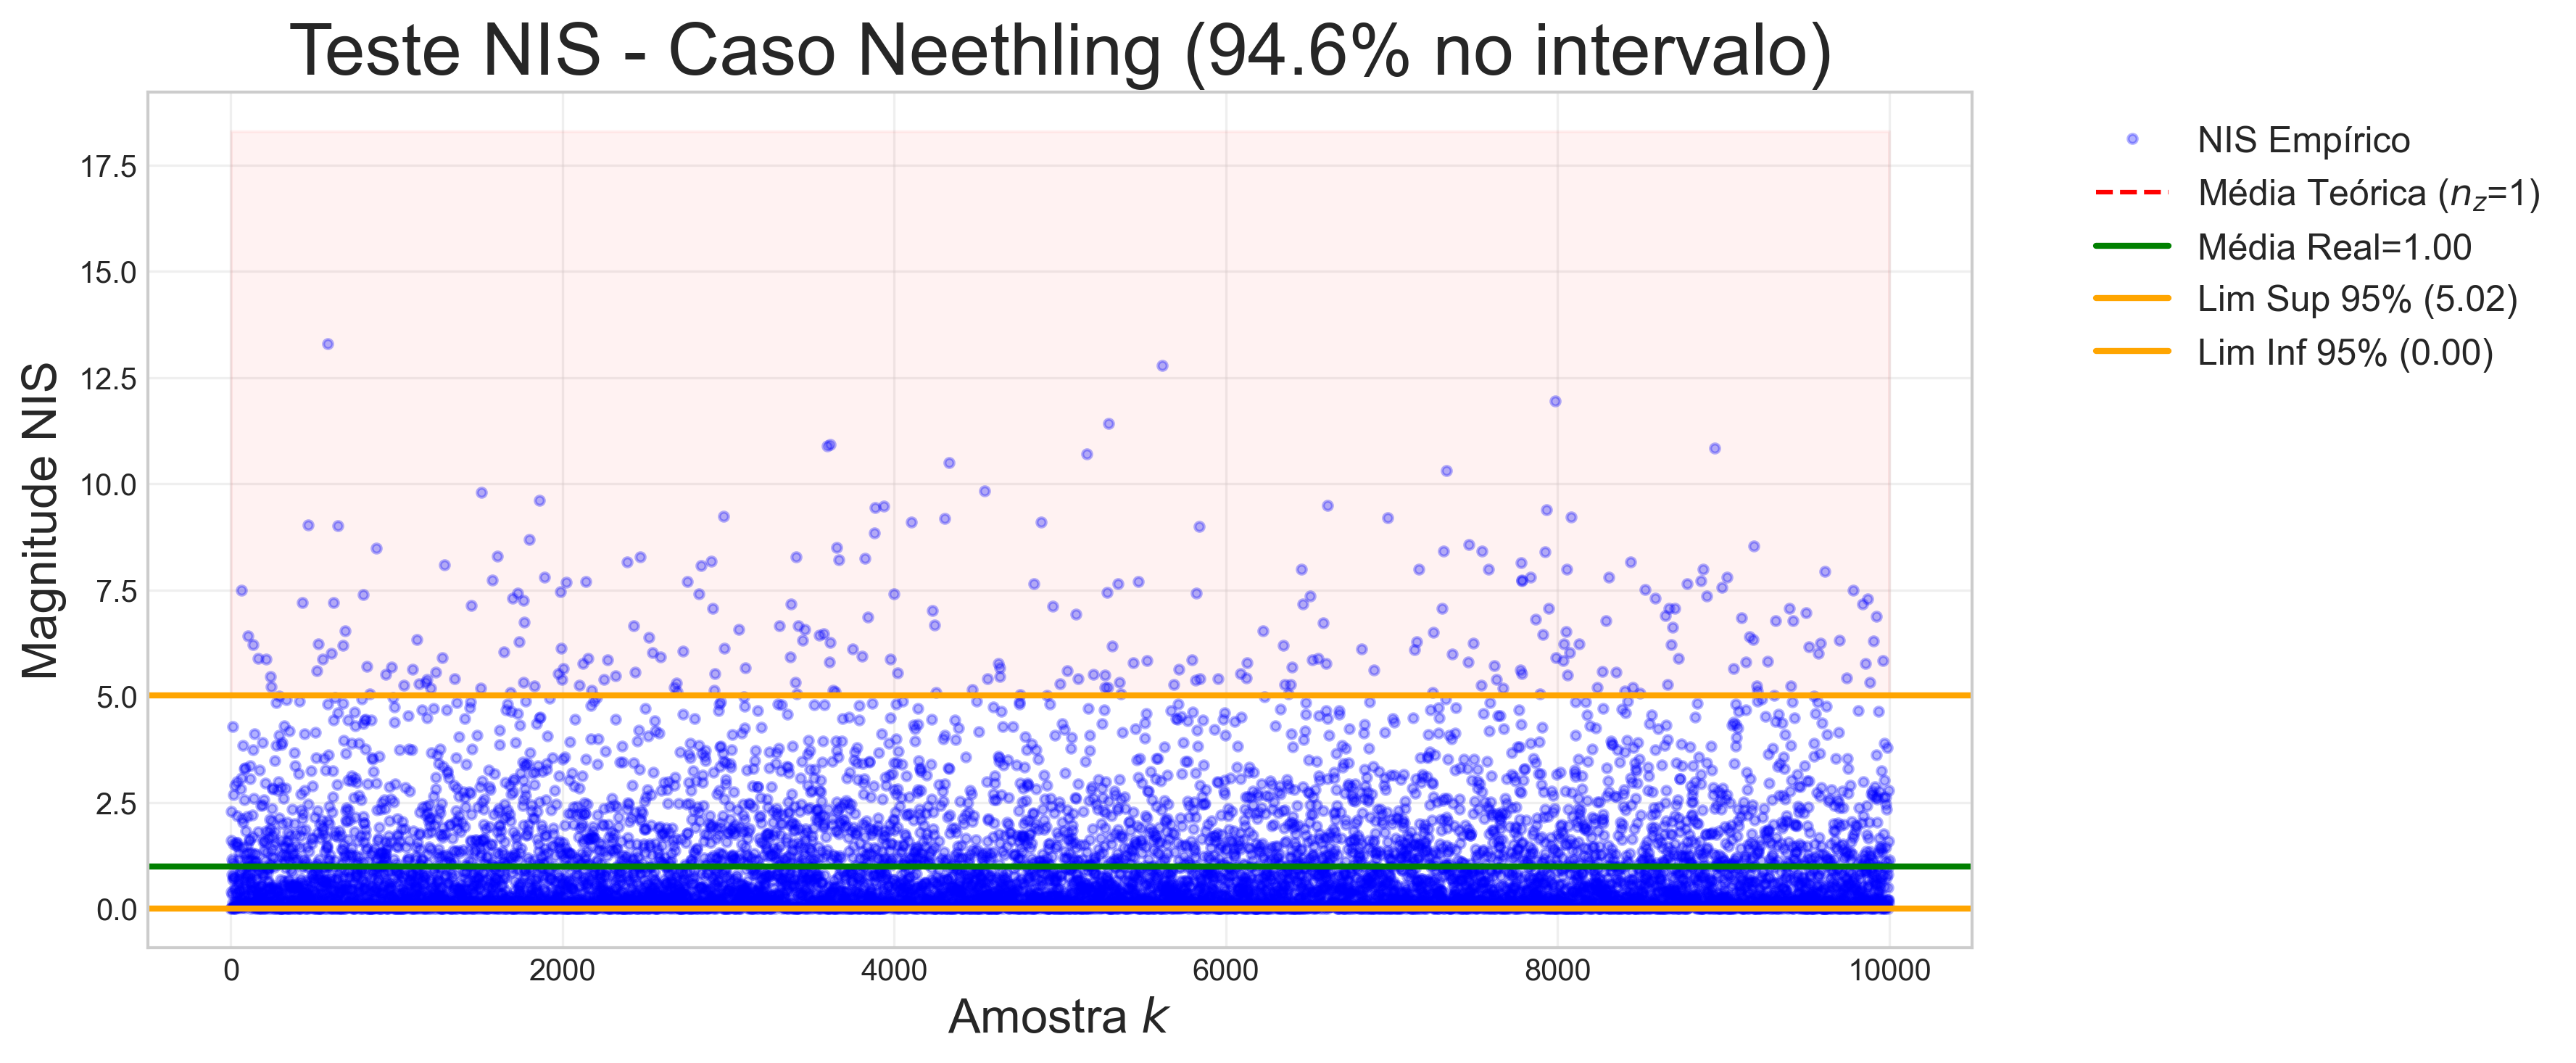 Teste NIS - Caso Neethling (94.6% no intervalo)
NIS Empírico
Média Teórica (n_z=1)
Média Real=1.00
Lim Sup 95% (5.02)
Lim Inf 95% (0.00)
Magnitude NIS
17.5
15.0
12.5
10.0
7.5
5.0
2.5
0.0
0 2000 4000 6000 8000 10000
Amostra k